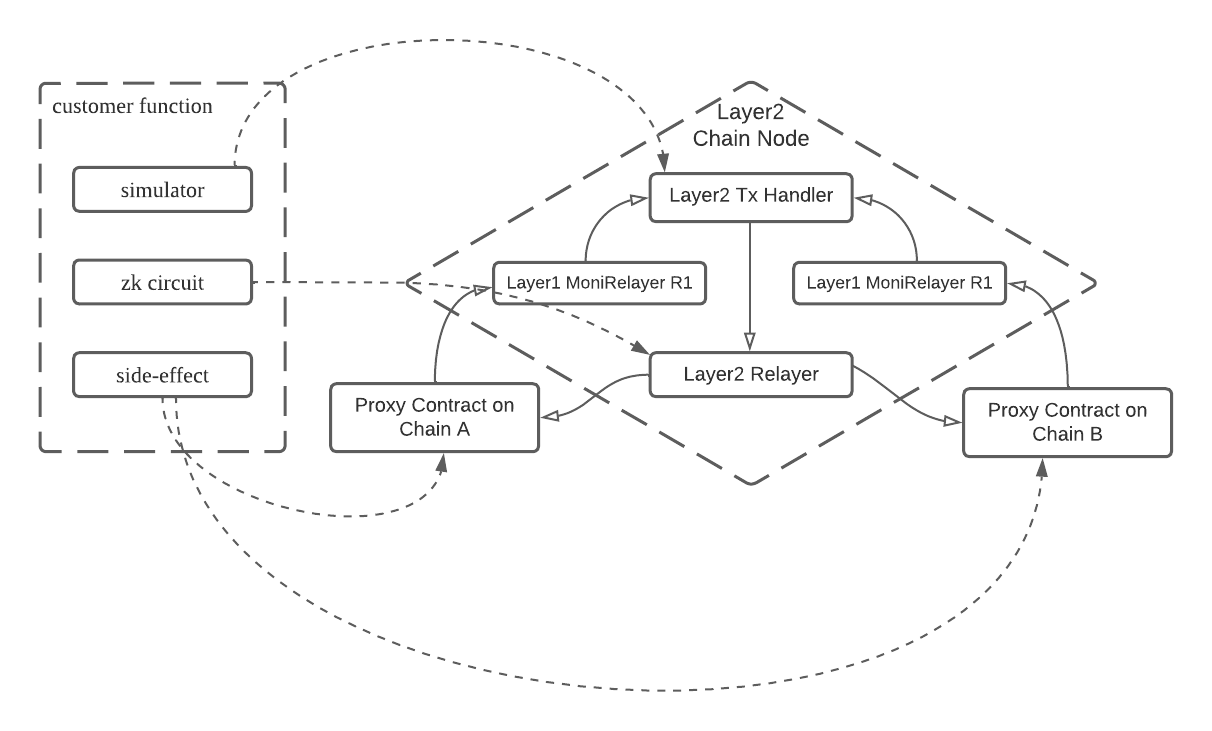 customer function
simulator
zk circuit
side-effect
Layer2
Chain Node
Layer2 Tx Handler
Layer1 MoniRelayer R1
Layer1 MoniRelayer R1
Layer2 Relayer
Proxy Contract on
Chain A
Proxy Contract on
Chain B